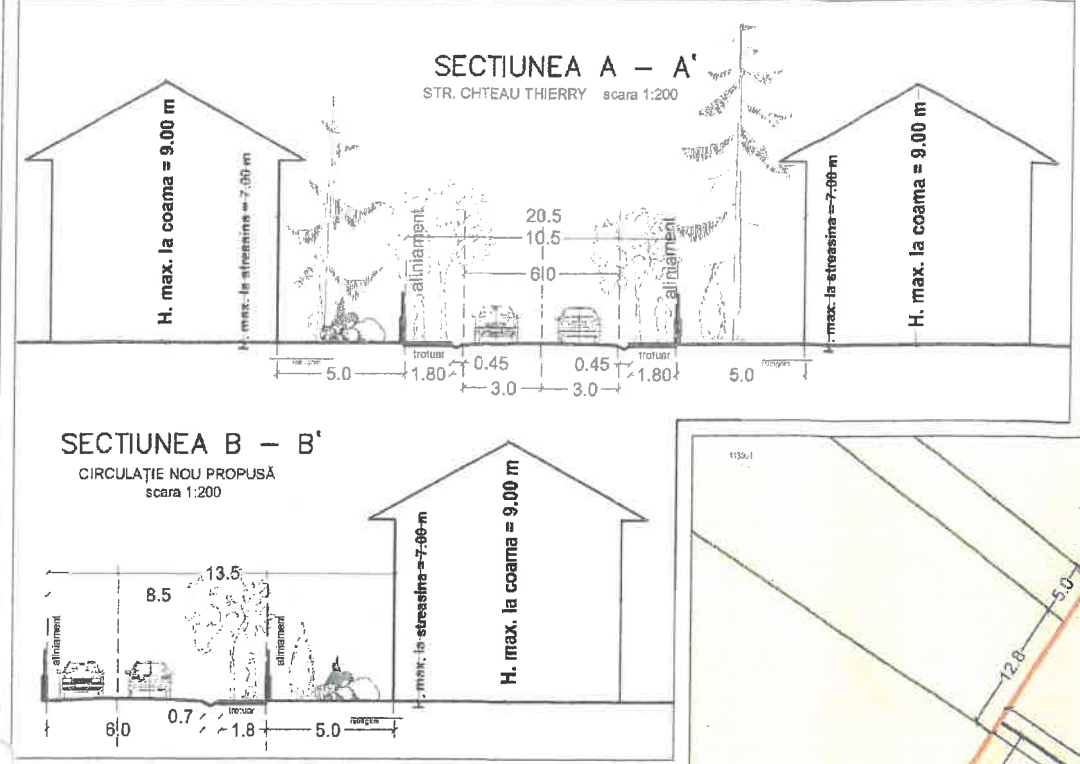 SECTIUNEA A – A'
STR. CHTEAU THIERRY scara 1:200
H. max. la coama = 9.00 m
H. max. la streasina = 7.00 m
aliniament
20.5
10.5
6.0
aliniament
H. max. la streasina = 7.00 m
H. max. la coama = 9.00 m
retragere
5.0
trotuar
1.80
0.45
3.0
0.45
3.0
trotuar
1.80
5.0
retragere
SECTIUNEA B – B'
CIRCULAȚIE NOU PROPUSĂ
scara 1:200
13.5
8.5
aliniament
aliniament
H. max. la streasina = 7.00 m
H. max. la coama = 9.00 m
6.0
0.7
trotuar
1.8
5.0
retragere
5.0
12.8